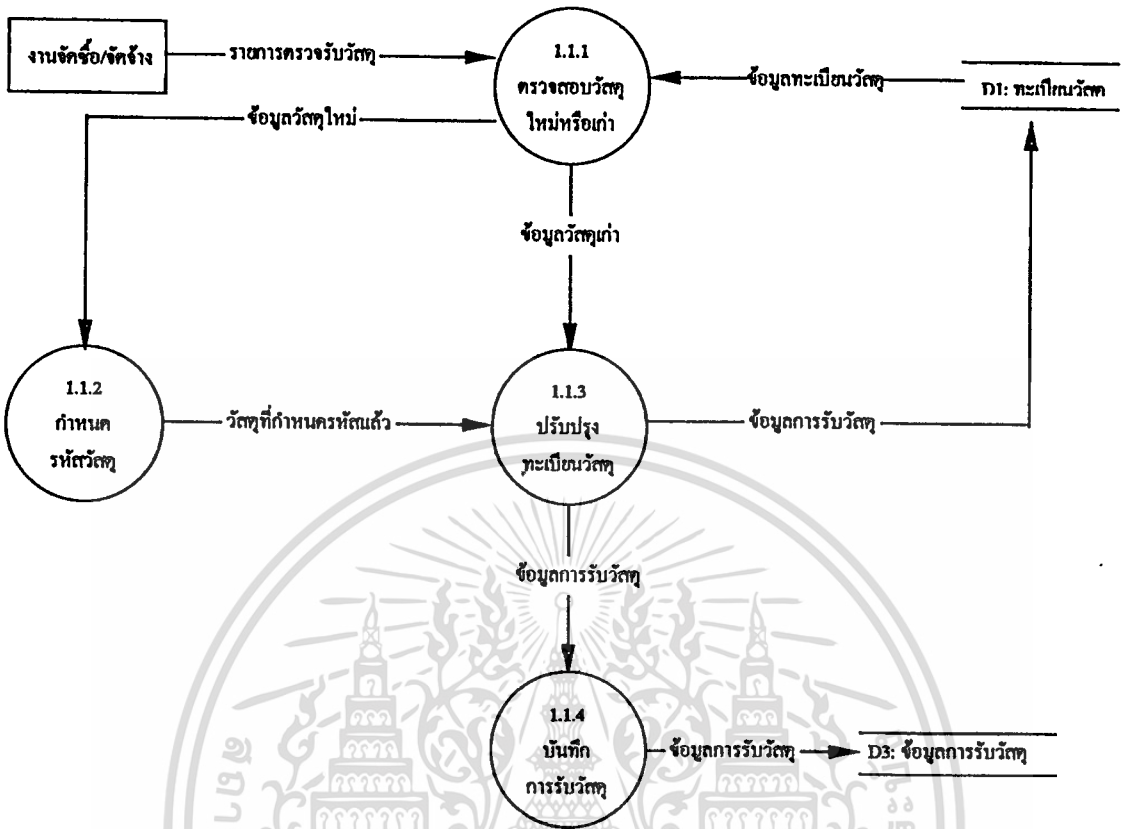 งานจัดซื้อ/จัดจ้าง
รายการตรวจรับวัสดุ
1.1.1
ตรวจสอบวัสดุ
ใหม่หรือเก่า
ข้อมูลทะเบียนวัสดุ
D1: ทะเบียนวัสดุ
ข้อมูลวัสดุใหม่
ข้อมูลวัสดุเก่า
1.1.2
กำหนด
รหัสวัสดุ
วัสดุที่กำหนดรหัสแล้ว
1.1.3
ปรับปรุง
ทะเบียนวัสดุ
ข้อมูลการรับวัสดุ
ข้อมูลการรับวัสดุ
1.1.4
บันทึก
การรับวัสดุ
ข้อมูลการรับวัสดุ
D3: ข้อมูลการรับวัสดุ